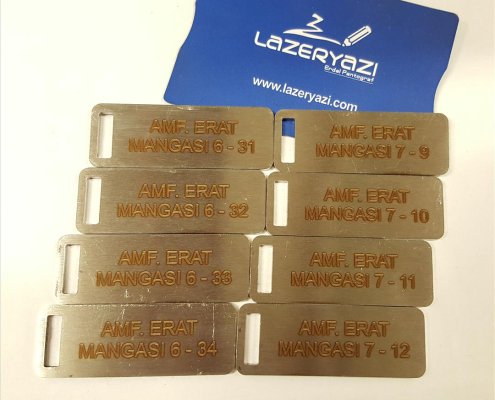 LAZERYAZI
Erdal Pantograf
www.lazeryazi.com
AMF. ERAT
MANGASI 6 - 31
AMF. ERAT
MANGASI 7 - 9
AMF. ERAT
MANGASI 6 - 32
AMF. ERAT
MANGASI 7 - 10
AMF. ERAT
MANGASI 6 - 33
AMF. ERAT
MANGASI 7 - 11
AMF. ERAT
MANGASI 6 - 34
AMF. ERAT
MANGASI 7 - 12